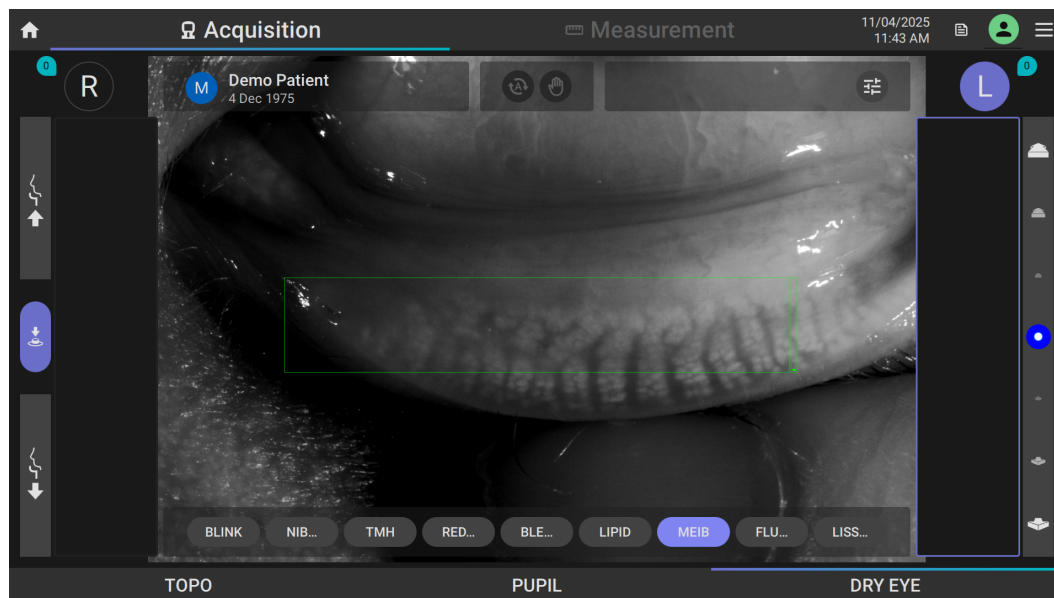 Acquisition
Measurement
11/04/2025
11:43 AM
0
R
M
Demo Patient
4 Dec 1975
A
L
0
BLINK
NIB...
TMH
RED...
BLE...
LIPID
MEIB
FLU...
LISS...
TOPO
PUPIL
DRY EYE